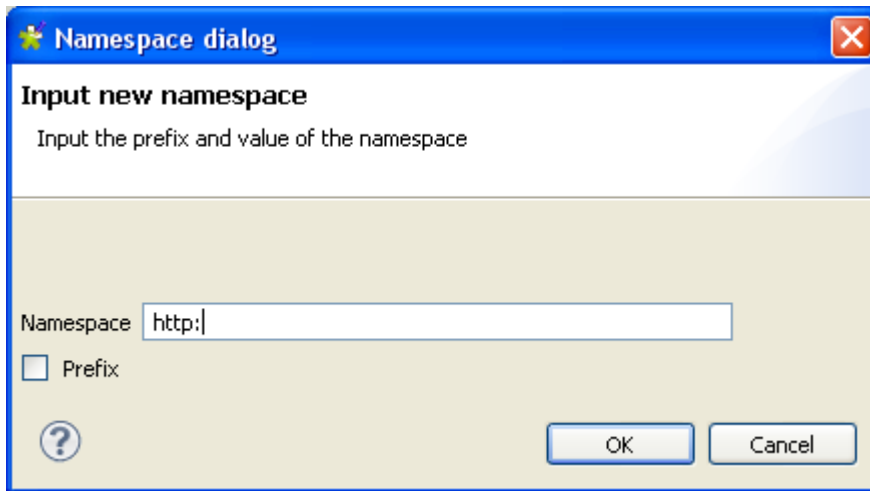 Namespace dialog
Input new namespace
Input the prefix and value of the namespace
Namespace http:
Prefix
? OK Cancel